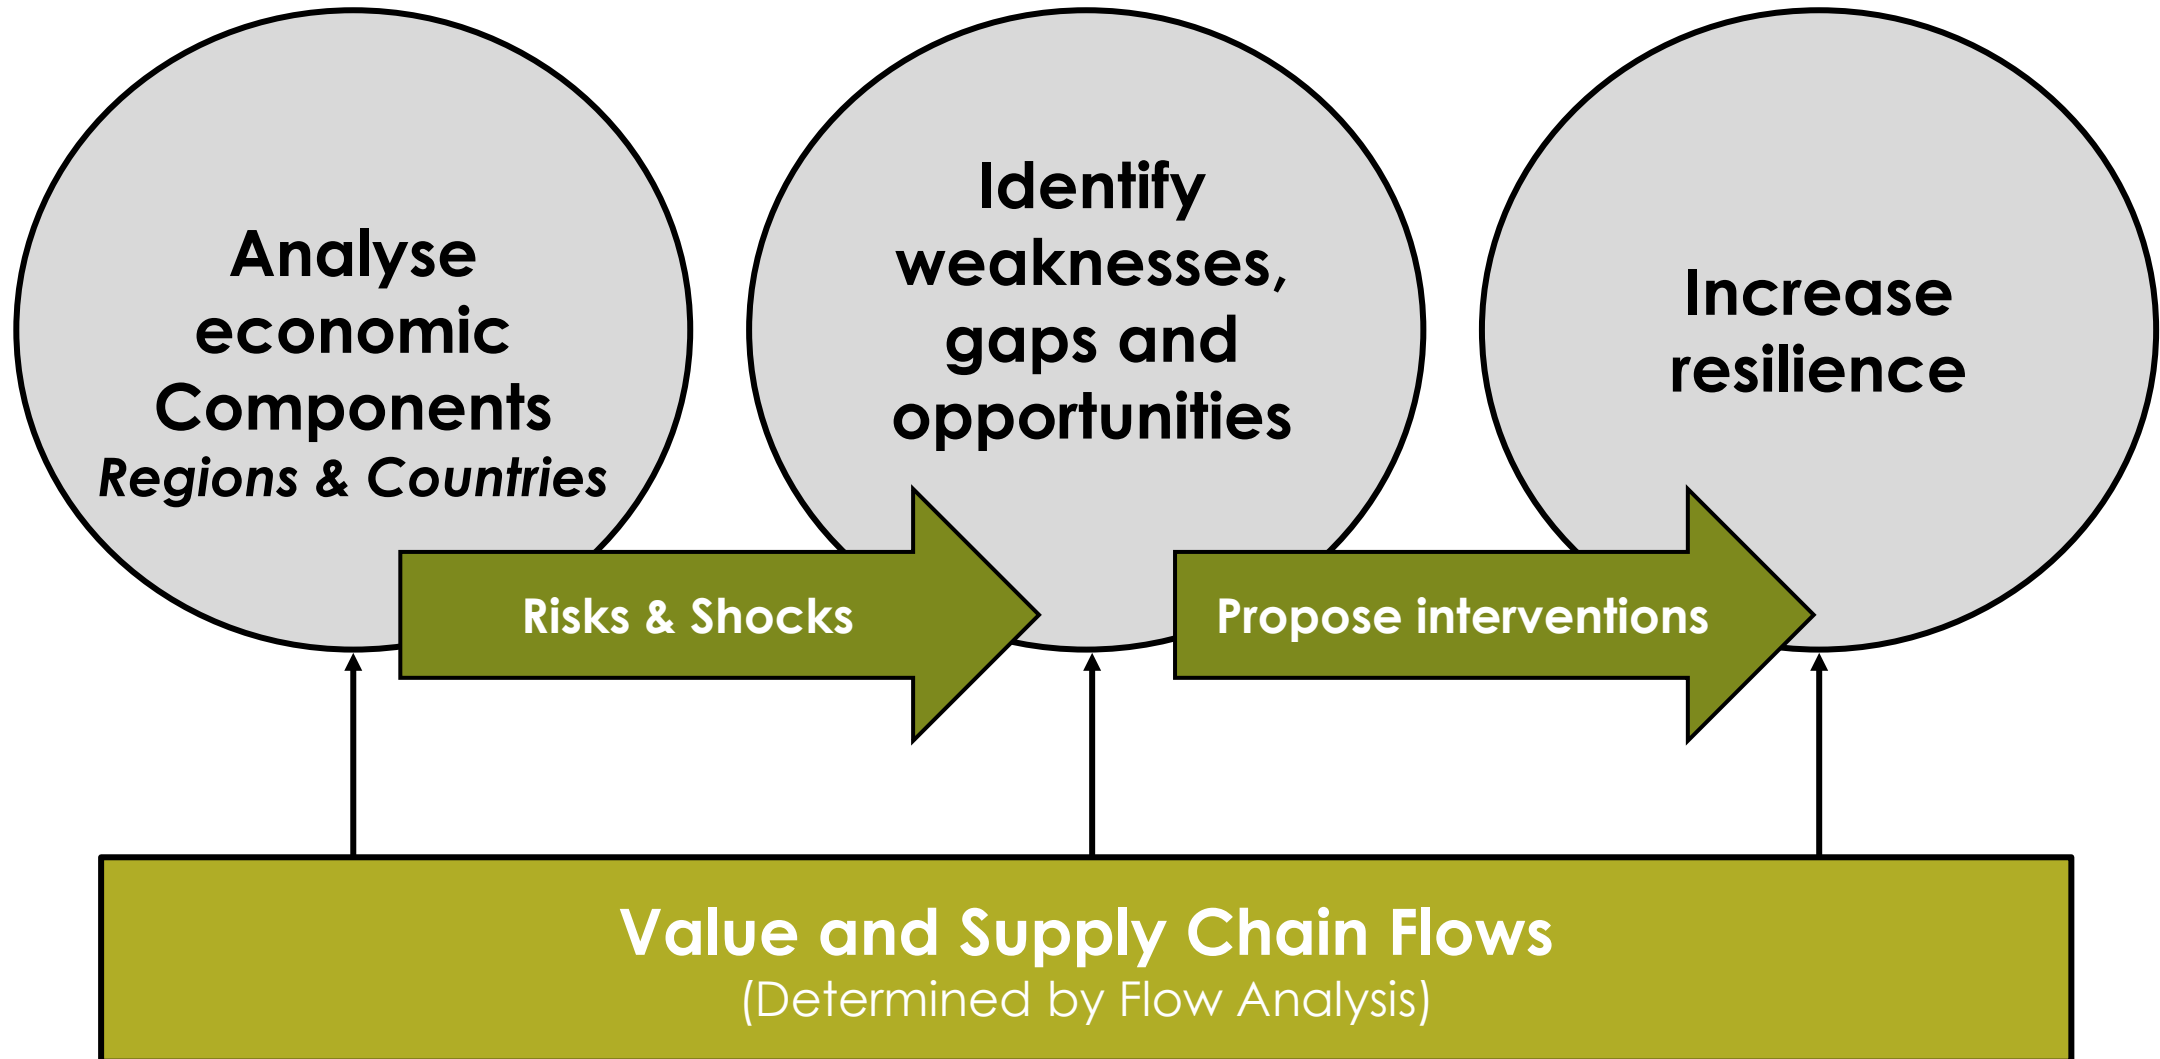 Analyse
economic
Components
Regions & Countries
Identify
weaknesses,
gaps and
opportunities
Increase
resilience
Risks & Shocks
Propose interventions
Value and Supply Chain Flows
(Determined by Flow Analysis)